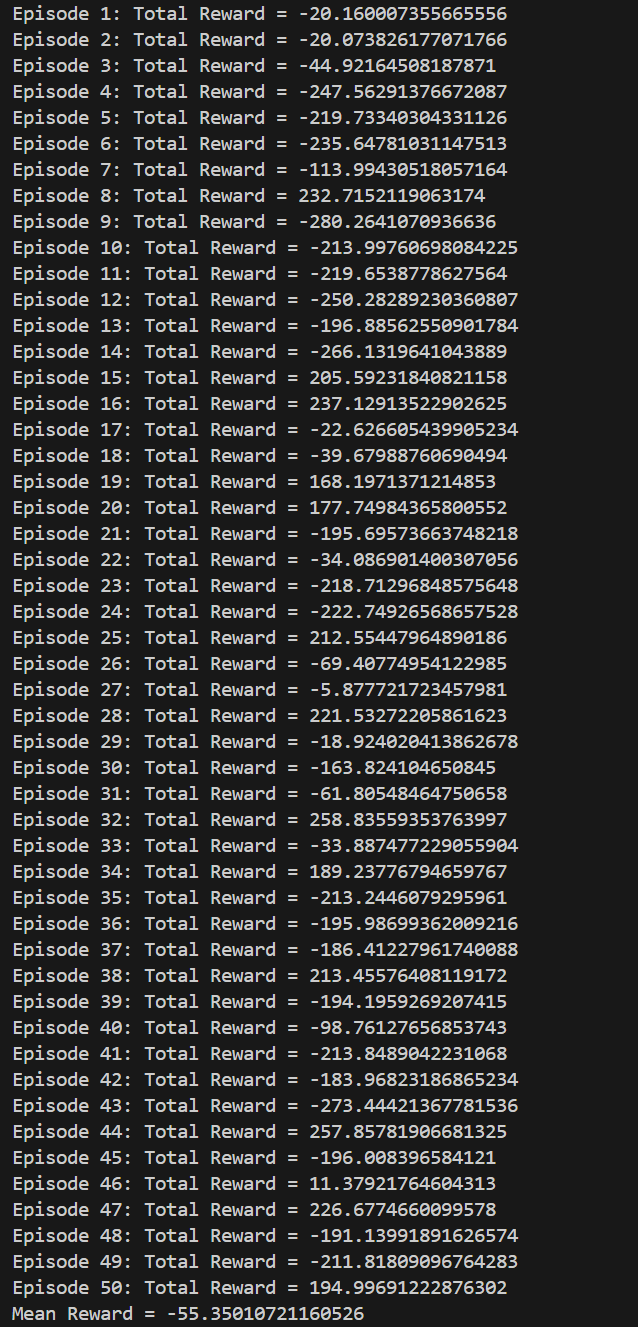 Episode 1: Total Reward = -20.160007355665556
Episode 2: Total Reward = -20.073826177071766
Episode 3: Total Reward = -44.92164508187871
Episode 4: Total Reward = -247.56291376672087
Episode 5: Total Reward = -219.73340304331126
Episode 6: Total Reward = -235.64781031147513
Episode 7: Total Reward = -113.99430518057164
Episode 8: Total Reward = 232.7152119063174
Episode 9: Total Reward = -280.2641070936636
Episode 10: Total Reward = -213.99760698084225
Episode 11: Total Reward = -219.6538778627564
Episode 12: Total Reward = -250.28289230360807
Episode 13: Total Reward = -196.88562550901784
Episode 14: Total Reward = -266.1319641043889
Episode 15: Total Reward = 205.59231840821158
Episode 16: Total Reward = 237.12913522902625
Episode 17: Total Reward = -22.626605439905234
Episode 18: Total Reward = -39.67988760690494
Episode 19: Total Reward = 168.1971371214853
Episode 20: Total Reward = 177.74984365800552
Episode 21: Total Reward = -195.69573663748218
Episode 22: Total Reward = -34.086901400307056
Episode 23: Total Reward = -218.71296848575648
Episode 24: Total Reward = -222.74926568657528
Episode 25: Total Reward = 212.55447964890186
Episode 26: Total Reward = -69.40774954122985
Episode 27: Total Reward = -5.877721723457981
Episode 28: Total Reward = 221.53272205861623
Episode 29: Total Reward = -18.924020413862678
Episode 30: Total Reward = -163.824104650845
Episode 31: Total Reward = -61.80548464750658
Episode 32: Total Reward = 258.83559353763997
Episode 33: Total Reward = -33.887477229055904
Episode 34: Total Reward = 189.23776794659767
Episode 35: Total Reward = -213.2446079295961
Episode 36: Total Reward = -195.98699362009216
Episode 37: Total Reward = -186.41227961740088
Episode 38: Total Reward = 213.45576408119172
Episode 39: Total Reward = -194.1959269207415
Episode 40: Total Reward = -98.76127656853743
Episode 41: Total Reward = -213.8489042231068
Episode 42: Total Reward = -183.96823186865234
Episode 43: Total Reward = -273.44421367781536
Episode 44: Total Reward = 257.85781906681325
Episode 45: Total Reward = -196.008396584121
Episode 46: Total Reward = 11.37921764604313
Episode 47: Total Reward = 226.6774660099578
Episode 48: Total Reward = -191.13991891626574
Episode 49: Total Reward = -211.81809096764283
Episode 50: Total Reward = 194.99691222876302
Mean Reward = -55.35010721160526